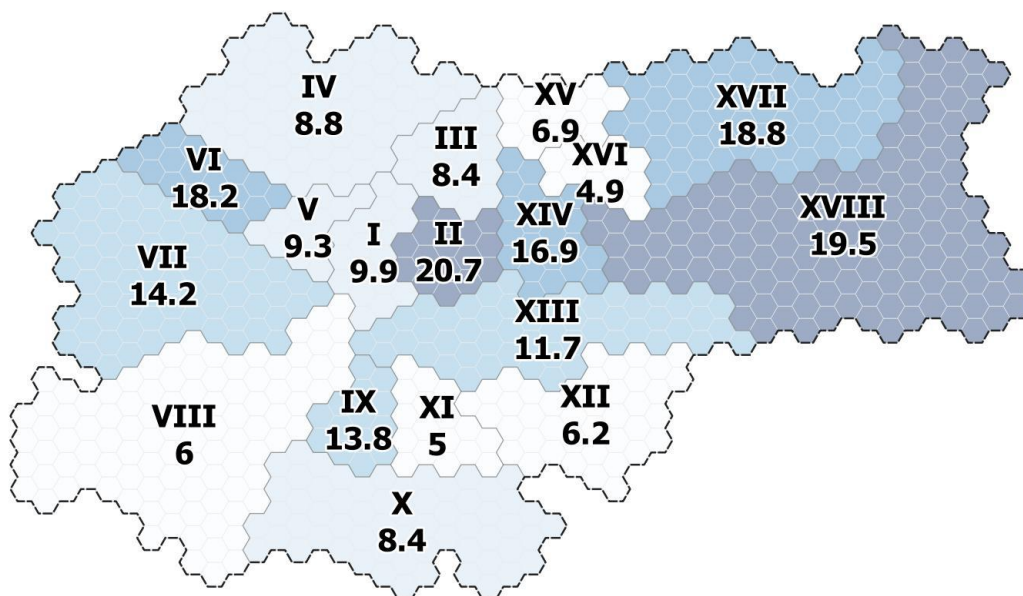 IV
8.8
XV
6.9
XVII
18.8
III
8.4
XVI
4.9
VI
18.2
V
9.3
I
9.9
II
20.7
XIV
16.9
XVIII
19.5
VII
14.2
XIII
11.7
VIII
6
IX
13.8
XI
5
XII
6.2
X
8.4